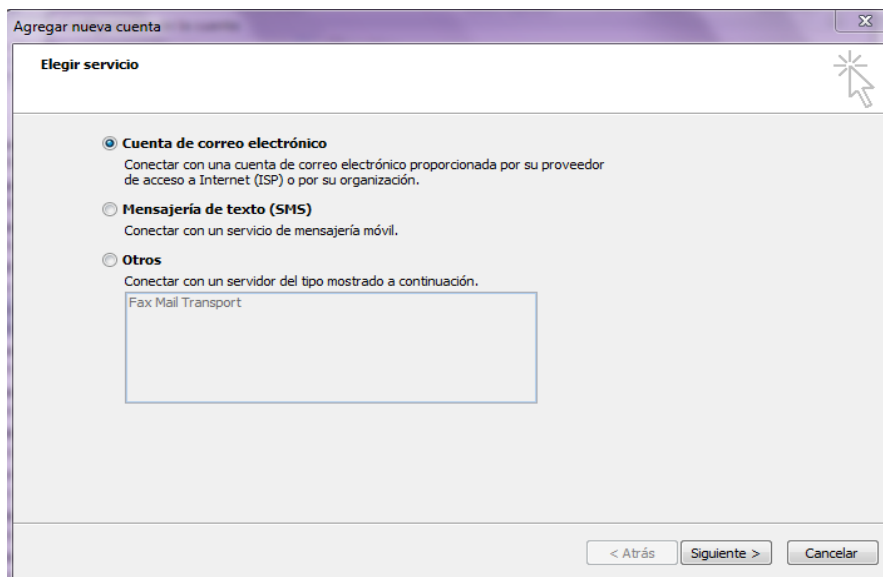 Agregar nueva cuenta
Elegir servicio
Cuenta de correo electrónico
Conectar con una cuenta de correo electrónico proporcionada por su proveedor
de acceso a Internet (ISP) o por su organización.
Mensajería de texto (SMS)
Conectar con un servicio de mensajería móvil.
Otros
Conectar con un servidor del tipo mostrado a continuación.
Fax Mail Transport
< Atrás
Siguiente >
Cancelar